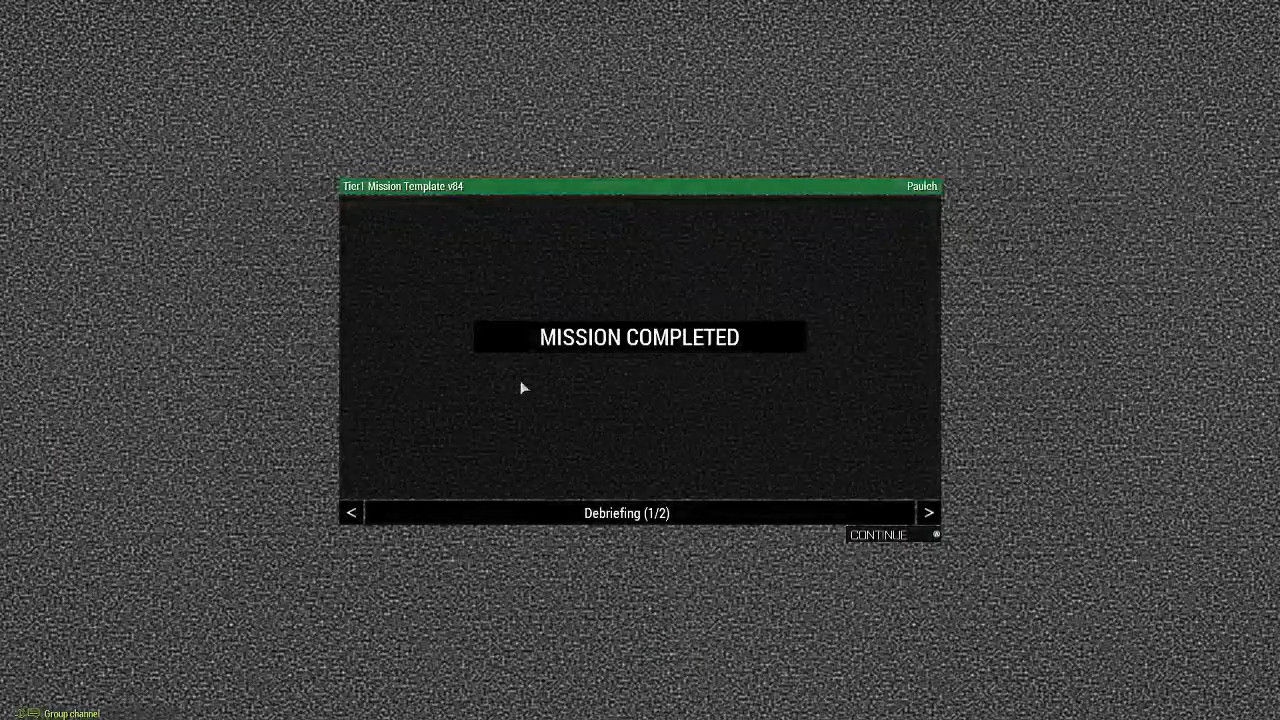 Tier1 Mission Template v84
Paulch
MISSION COMPLETED
< Debriefing (1/2) >
CONTINUE
Group channel